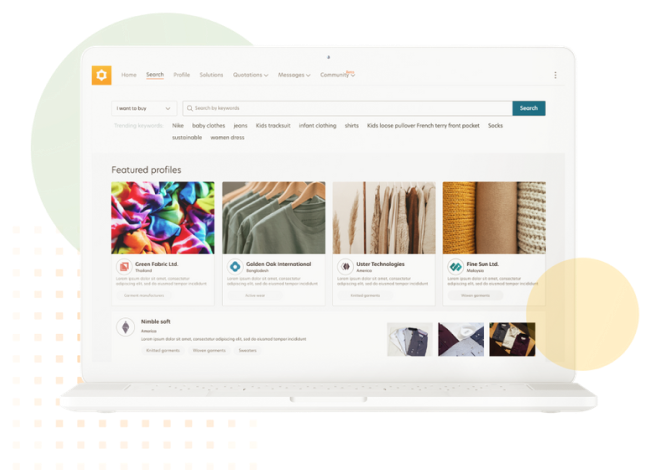 Home Search Profile Solutions Quotations Messages Community
I want to buy Search by keywords Search
Trending keywords: Nike baby clothes jeans Kids tracksuit infant clothing shirts Kids loose pullover French terry front pocket Socks
sustainable women dress
Featured profiles
Green Fabric Ltd. Golden Oak International Uster Technologies Fine Sun Ltd.
Thailand Bangladesh America Malaysia
Lorem ipsum dolor sit amet, consectetur Lorem ipsum dolor sit amet, consectetur Lorem ipsum dolor sit amet, consectetur Lorem ipsum dolor sit amet, consectetur
adipiscing elit, sed do eiusmod tempor incididunt adipiscing elit, sed do eiusmod tempor incididunt adipiscing elit, sed do eiusmod tempor incididunt adipiscing elit, sed do eiusmod tempor incididunt
Knitted garments Woven garments
Nimble soft
America
Lorem ipsum dolor sit amet, consectetur adipiscing elit, sed do eiusmod tempor incididunt
Knitted garments Woven garments Sweaters